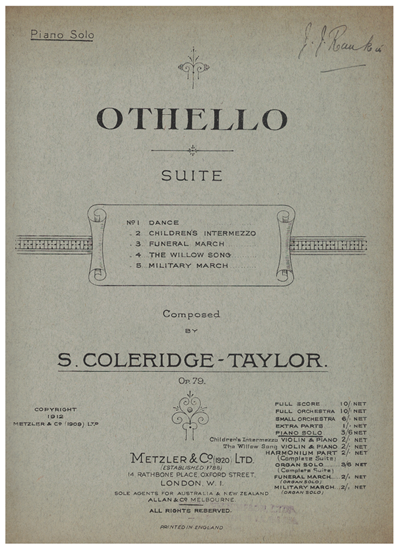 Piano Solo
OTHELLO
SUITE
No 1 DANCE
" 2 CHILDREN'S INTERMEZZO
" 3 FUNERAL MARCH
" 4 THE WILLOW SONG
" 5 MILITARY MARCH
Composed
BY
S. COLERIDGE-TAYLOR.
Op. 79.
COPYRIGHT
1912
METZLER & Co (1909) LTD
FULL SCORE 10/- NET
FULL ORCHESTRA 10/- NET
SMALL ORCHESTRA 6/- NET
EXTRA PARTS 1/- NET
PIANO SOLO 3/6 NET
Children's Intermezzo VIOLIN & PIANO 2/- NET
The Willow Song VIOLIN & PIANO 2/- NET
HARMONIUM PART 2/- NET
(Complete Suite)
ORGAN SOLO 3/6 NET
(Complete Suite)
FUNERAL MARCH 2/- NET
(ORGAN SOLO)
MILITARY MARCH 2/- NET
(ORGAN SOLO)
METZLER & Co (1920) LTD.
(ESTABLISHED 1788)
14, RATHBONE PLACE, OXFORD STREET,
LONDON, W. 1.
SOLE AGENTS FOR AUSTRALIA & NEW ZEALAND
ALLAN & Co MELBOURNE.
ALL RIGHTS RESERVED.
PRINTED IN ENGLAND